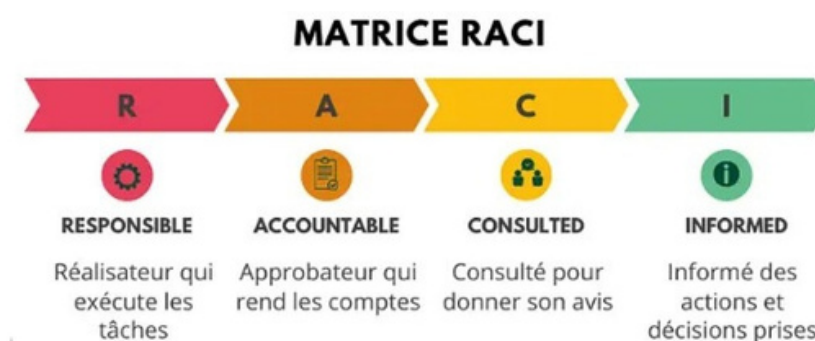 MATRICE RACI
R
A
C
I
RESPONSIBLE
Réalisateur qui
exécute les
tâches
ACCOUNTABLE
Approbateur qui
rend les comptes
CONSULTED
Consulté pour
donner son avis
INFORMED
Informé des
actions et
décisions prises